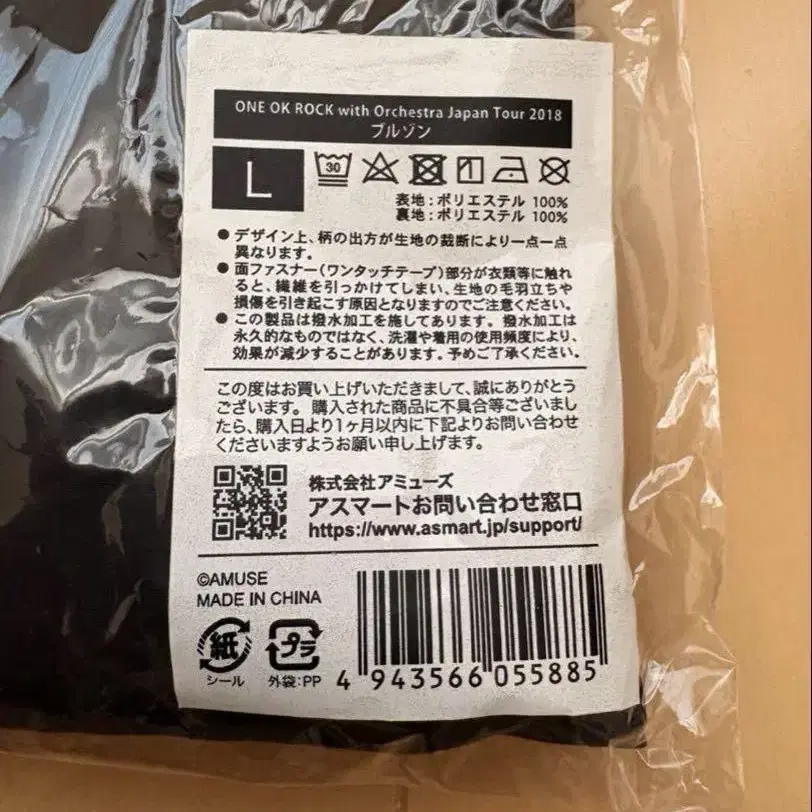 ONE OK ROCK with Orchestra Japan Tour 2018
ブルゾン
L
30
表地：ポリエステル 100%
裏地：ポリエステル 100%
●デザイン上、柄の出方が生地の裁断により一点一点
異なります。
●面ファスナー（ワンタッチテープ）部分が衣類等に触れ
ると、繊維を引っかけてしまい、生地の毛羽立ちや
損傷を引き起こす原因となりますのでご注意ください。
●この製品は撥水加工を施してあります。撥水加工は
永久的なものではなく、洗濯や着用の使用頻度により、
効果が減少することがあります。予めご了承ください。
この度はお買い上げいただきまして、誠にありがとう
ございます。購入された商品に不具合等ございまし
たら、購入日より1ヶ月以内に下記よりお問い合わせ
くださいますようお願い申し上げます。
株式会社アミューズ
アスマートお問い合わせ窓口
https://www.asmart.jp/support/
©AMUSE
MADE IN CHINA
紙
シール
プラ
外袋：PP
4 943566 055885